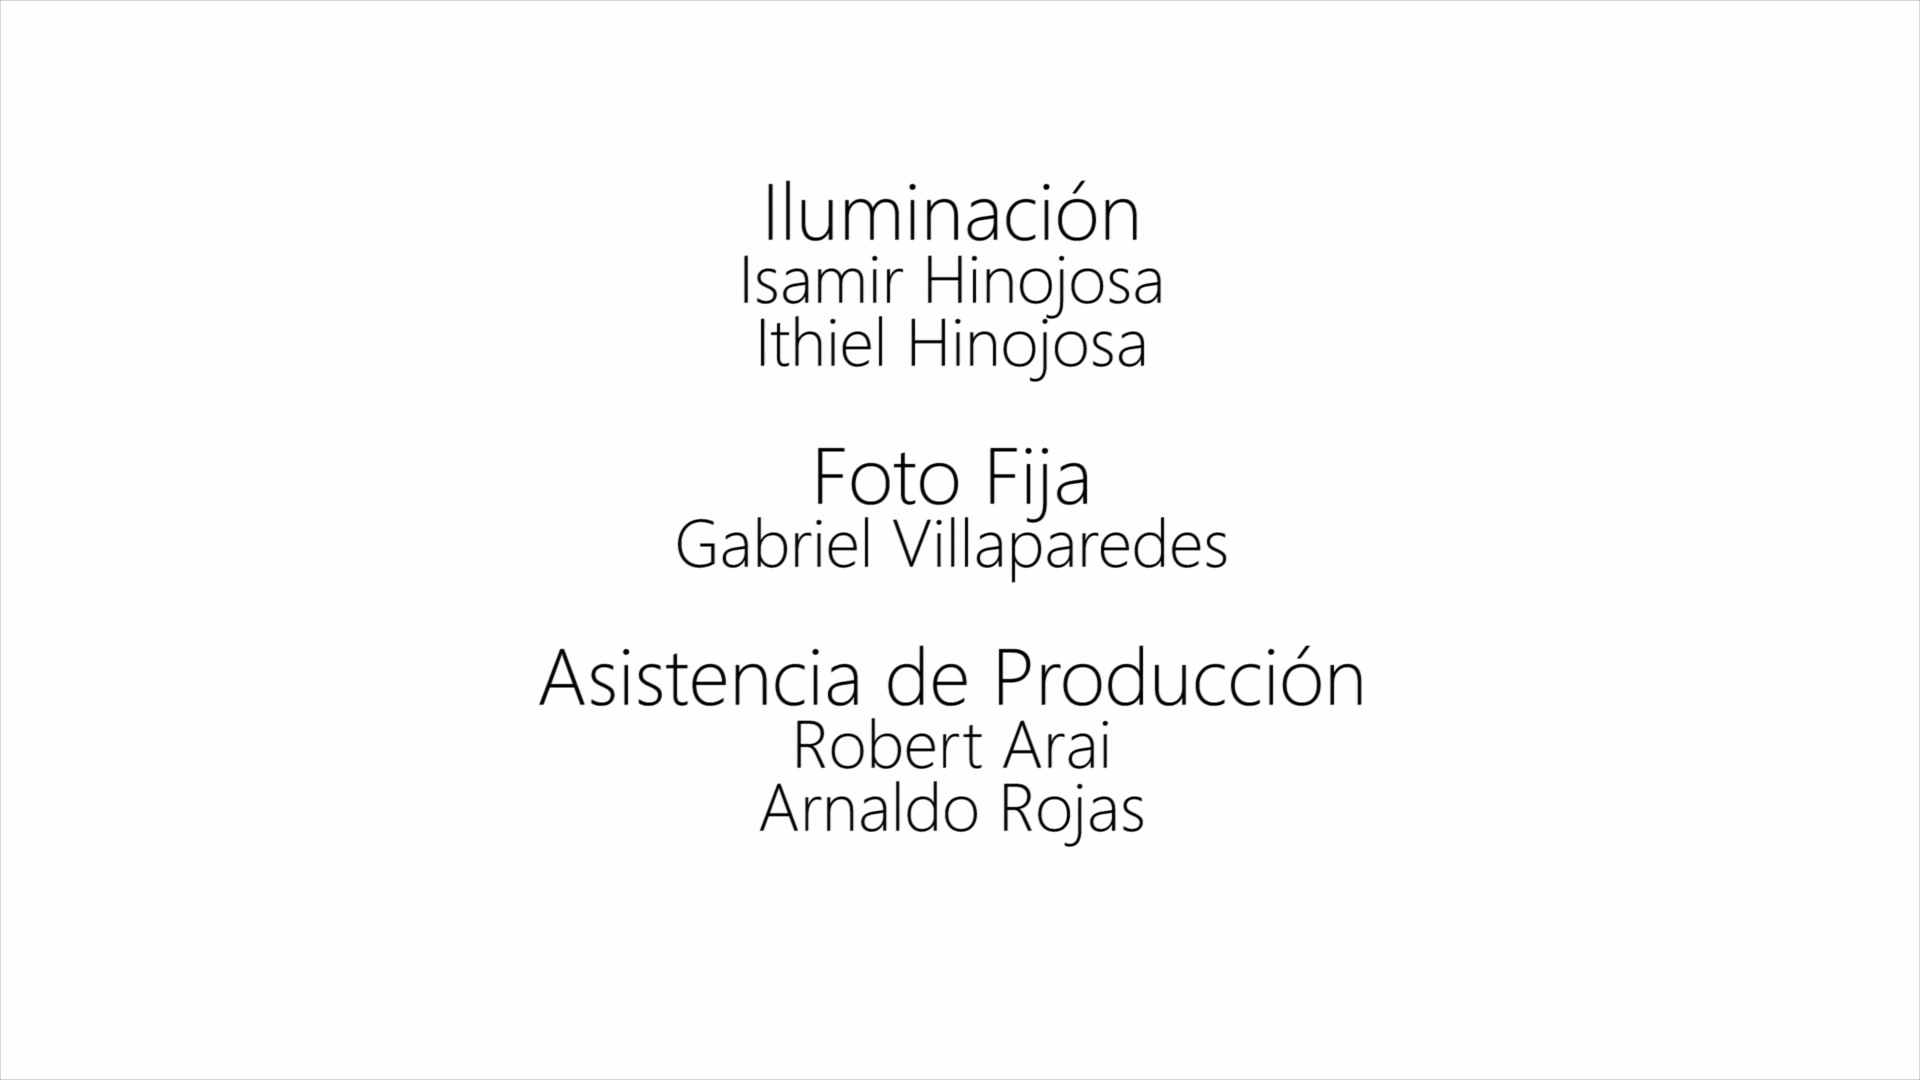 Iluminación
Isamir Hinojosa
Ithiel Hinojosa
Foto Fija
Gabriel Villaparedes
Asistencia de Producción
Robert Arai
Arnaldo Rojas